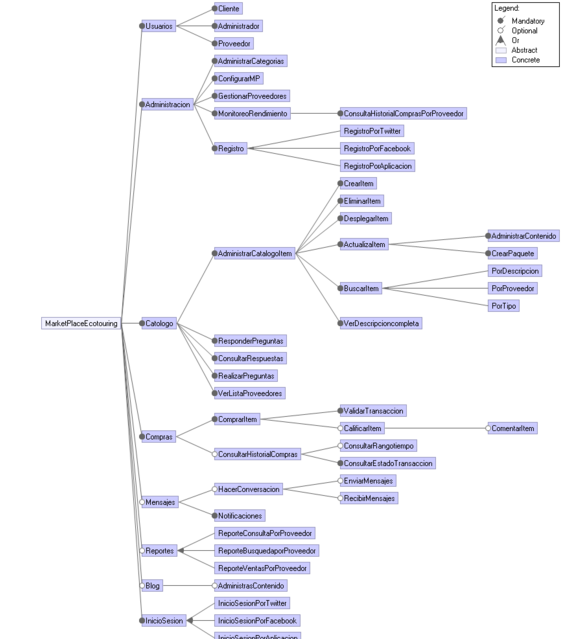 Legend:
Mandatory
Optional
Or
Abstract
Concrete
Cliente
Usuarios
Administrador
Proveedor
AdministrarCategorias
ConfigurarMP
GestionarProveedores
Administracion
MonitoreoRendimiento
ConsultaHistorialComprasPorProveedor
RegistroPorTwitter
Registro
RegistroPorFacebook
RegistroPorAplicacion
CrearItem
EliminarItem
DesplegarItem
AdministrarContenido
ActualizaItem
AdministrarCatalogoItem
CrearPaquete
PorDescripcion
BuscarItem
PorProveedor
PorTipo
MarketPlaceEcotouring
Catologo
VerDescripcioncompleta
ResponderPreguntas
ConsultarRespuestas
RealizarPreguntas
VerListaProveedores
ValidarTransaccion
ComprarItem
CalificarItem
ComentarItem
Compras
ConsultarRangotiempo
ConsultarHistorialCompras
ConsultarEstadoTransaccion
EnviarMensajes
HacerConversacion
RecibirMensajes
Mensajes
Notificaciones
ReporteConsultaPorProveedor
Reportes
ReporteBusquedaporProveedor
ReporteVentasPorProveedor
Blog
AdministrasContenido
InicioSesionPorTwitter
InicioSesion
InicioSesionPorFacebook
InicioSesionPorAplicacion